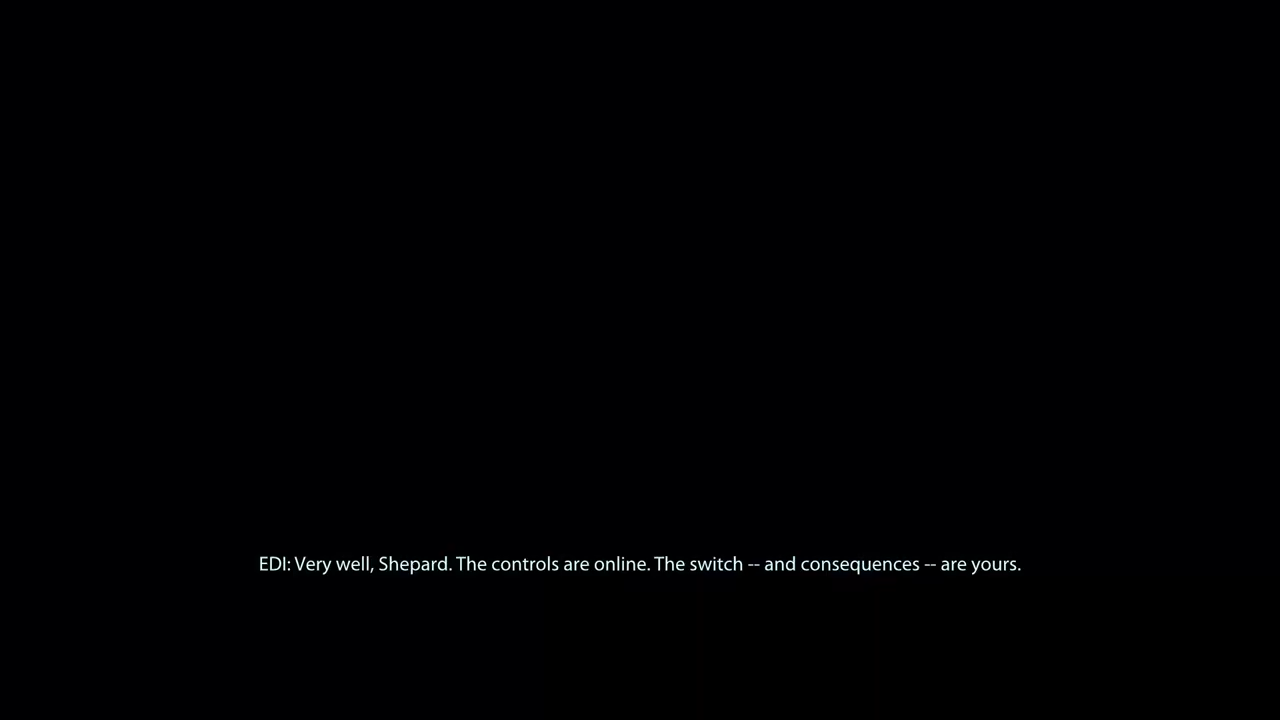 EDI: Very well, Shepard. The controls are online. The switch -- and consequences -- are yours.